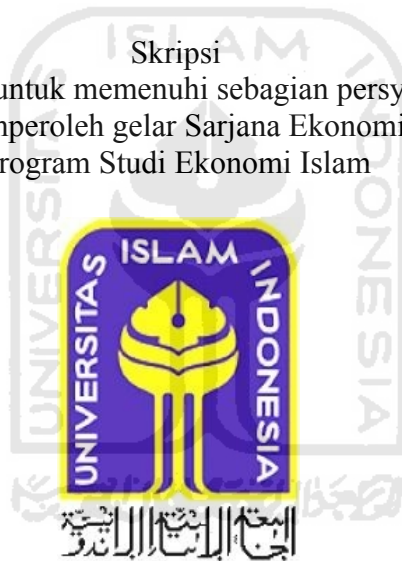 Skripsi
untuk memenuhi sebagian persy
mperoleh gelar Sarjana Ekonomi
rogram Studi Ekonomi Islam
UNIVERSITAS ISLAM INDONESIA